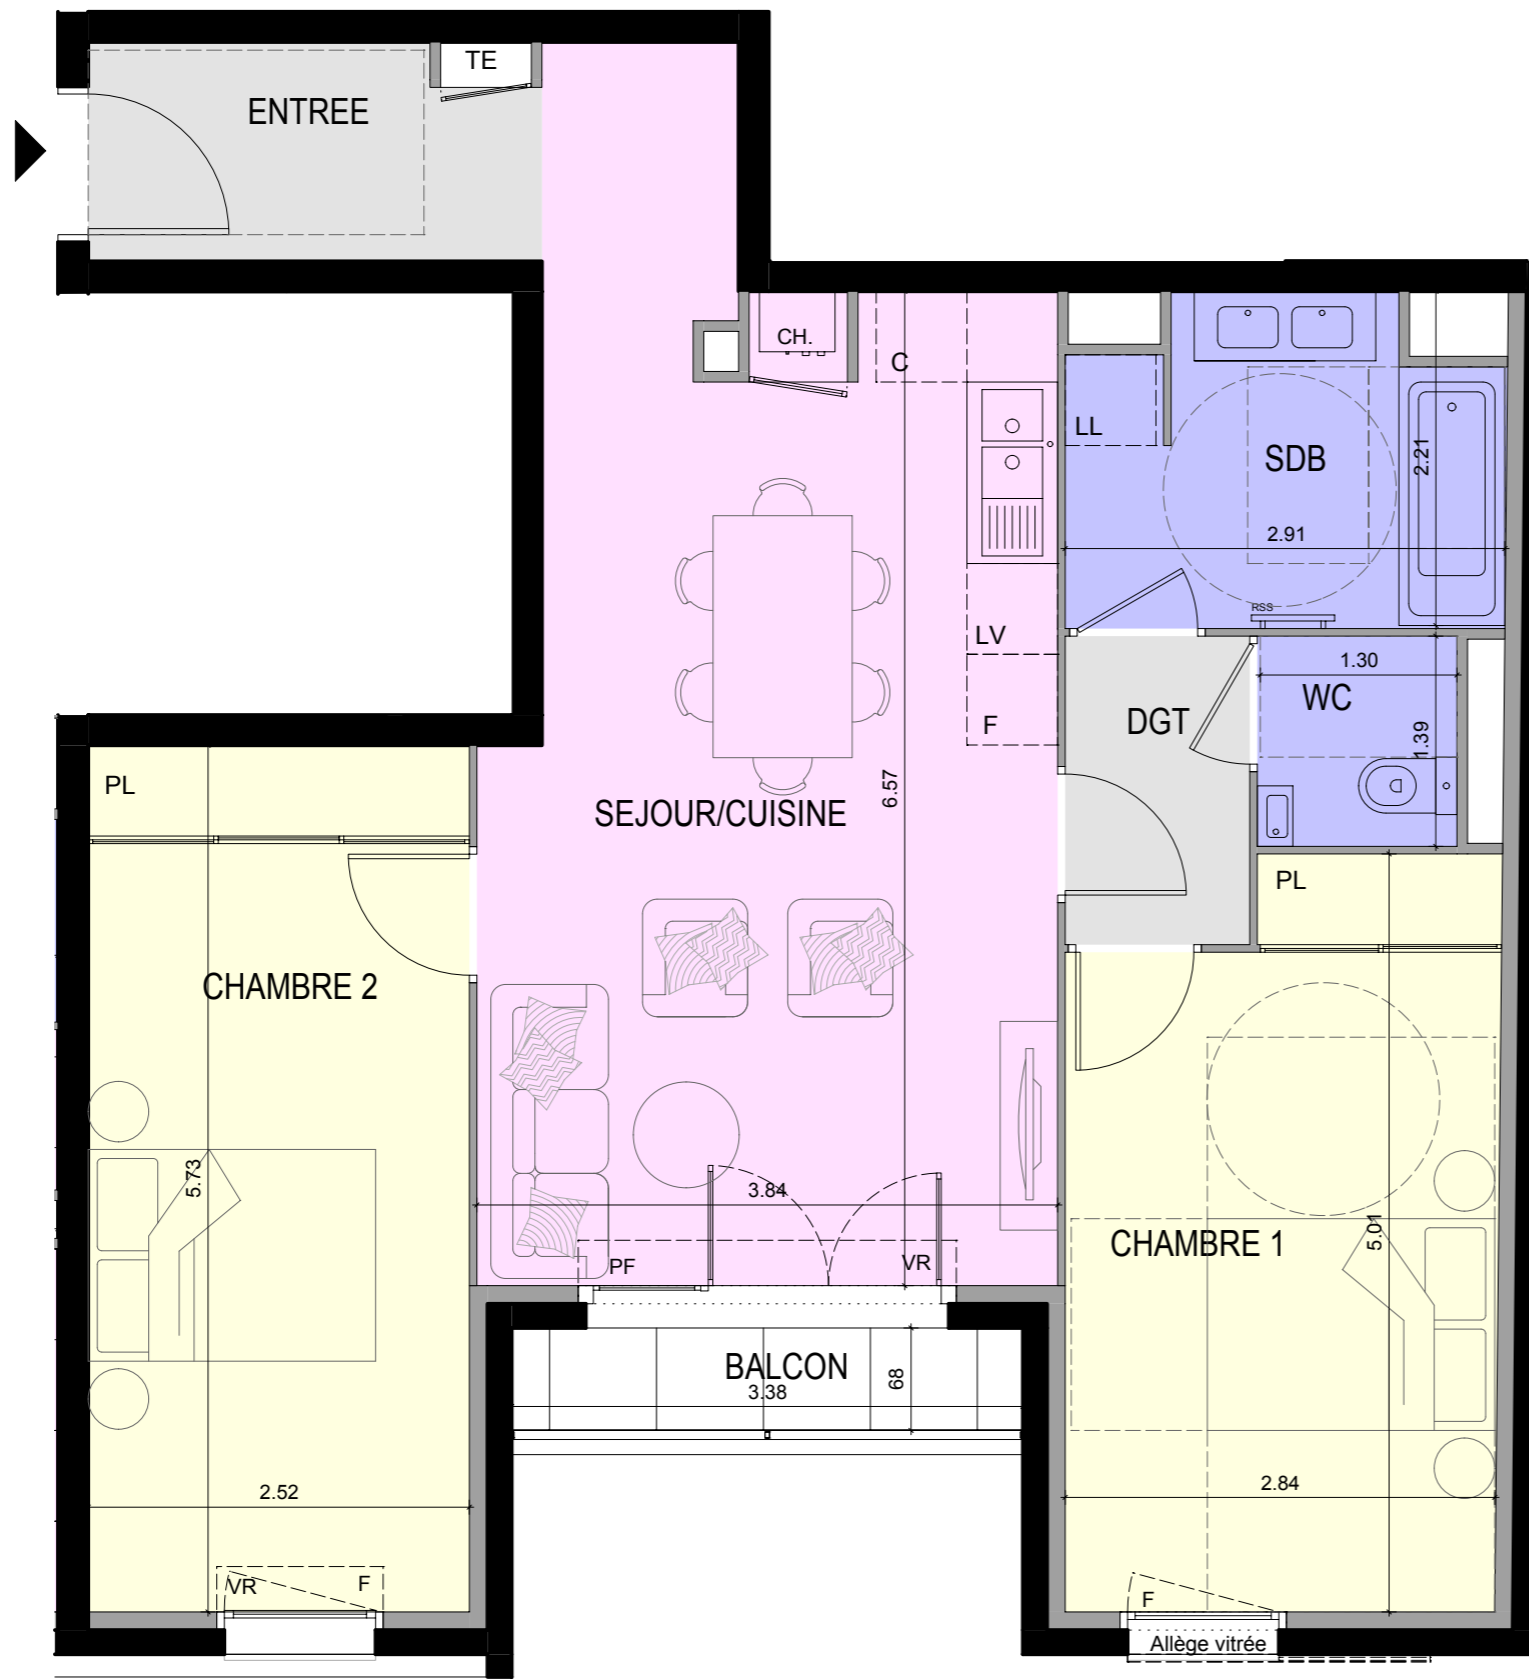 TE
ENTREE
CH.
C
LL
SDB
2.21
2.91
RSS
LV
1.30
WC
DGT
F
1.39
PL
6.57
SEJOUR/CUISINE
PL
CHAMBRE 2
5.73
3.84
5.01
CHAMBRE 1
PF
VR
BALCON
3.38
68
2.52
2.84
VR
F
F
Allège vitrée